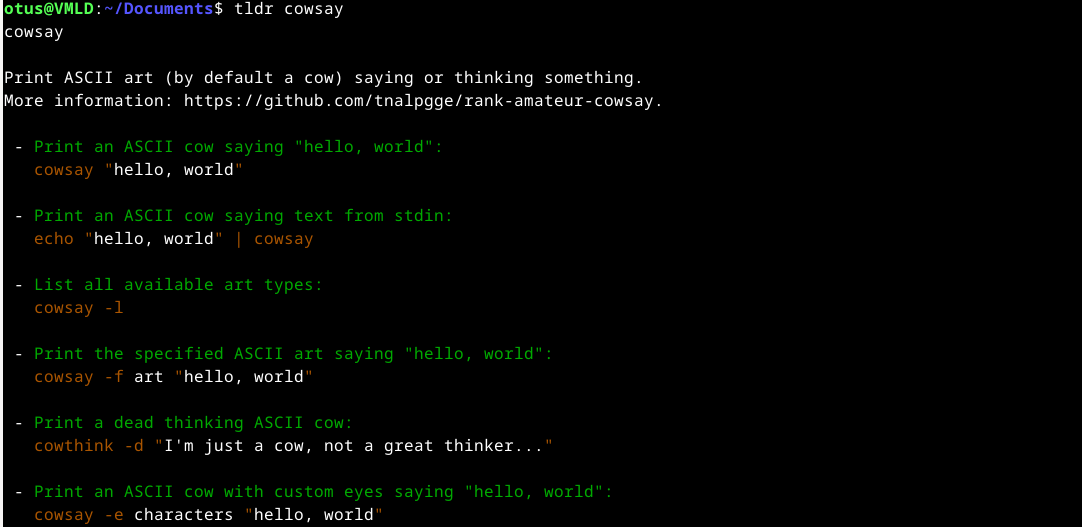 otus@VMLD:~/Documents$ tldr cowsay
cowsay
Print ASCII art (by default a cow) saying or thinking something.
More information: https://github.com/tnalpgge/rank-amateur-cowsay.
- Print an ASCII cow saying "hello, world":
cowsay "hello, world"
- Print an ASCII cow saying text from stdin:
echo "hello, world" | cowsay
- List all available art types:
cowsay -l
- Print the specified ASCII art saying "hello, world":
cowsay -f art "hello, world"
- Print a dead thinking ASCII cow:
cowthink -d "I'm just a cow, not a great thinker..."
- Print an ASCII cow with custom eyes saying "hello, world":
cowsay -e characters "hello, world"